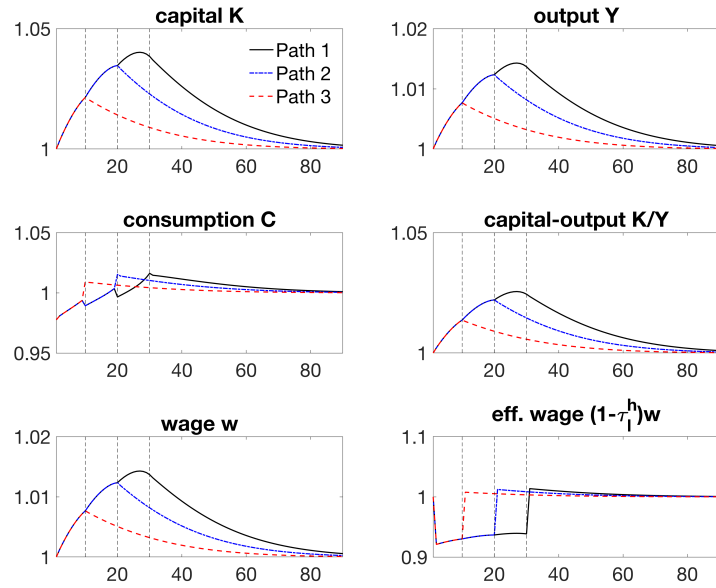 capital K
1.05
1
20 40 60 80
Path 1
Path 2
Path 3
output Y
1.02
1.01
1
20 40 60 80
consumption C
1.05
1
0.95
20 40 60 80
capital-output K/Y
1.05
1
20 40 60 80
wage w
1.02
1.01
1
20 40 60 80
eff. wage (1-τ_l^h)w
1.1
1
0.9
20 40 60 80